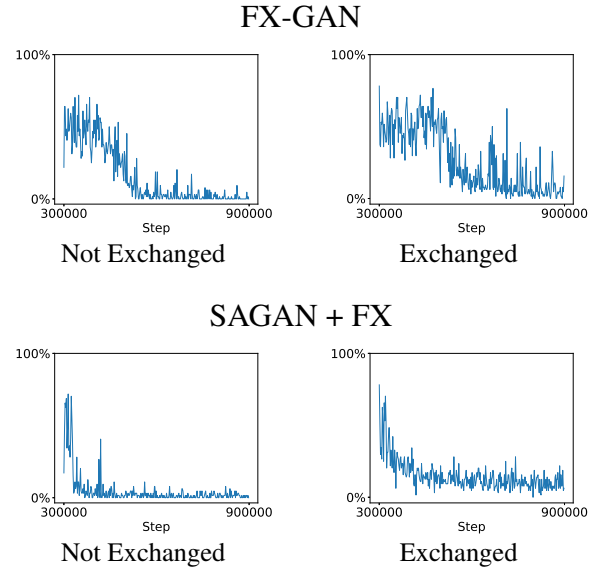 FX-GAN
100% 100%
0% 0%
300000 900000 300000 900000
Step Step
Not Exchanged Exchanged
SAGAN + FX
100% 100%
0% 0%
300000 900000 300000 900000
Step Step
Not Exchanged Exchanged